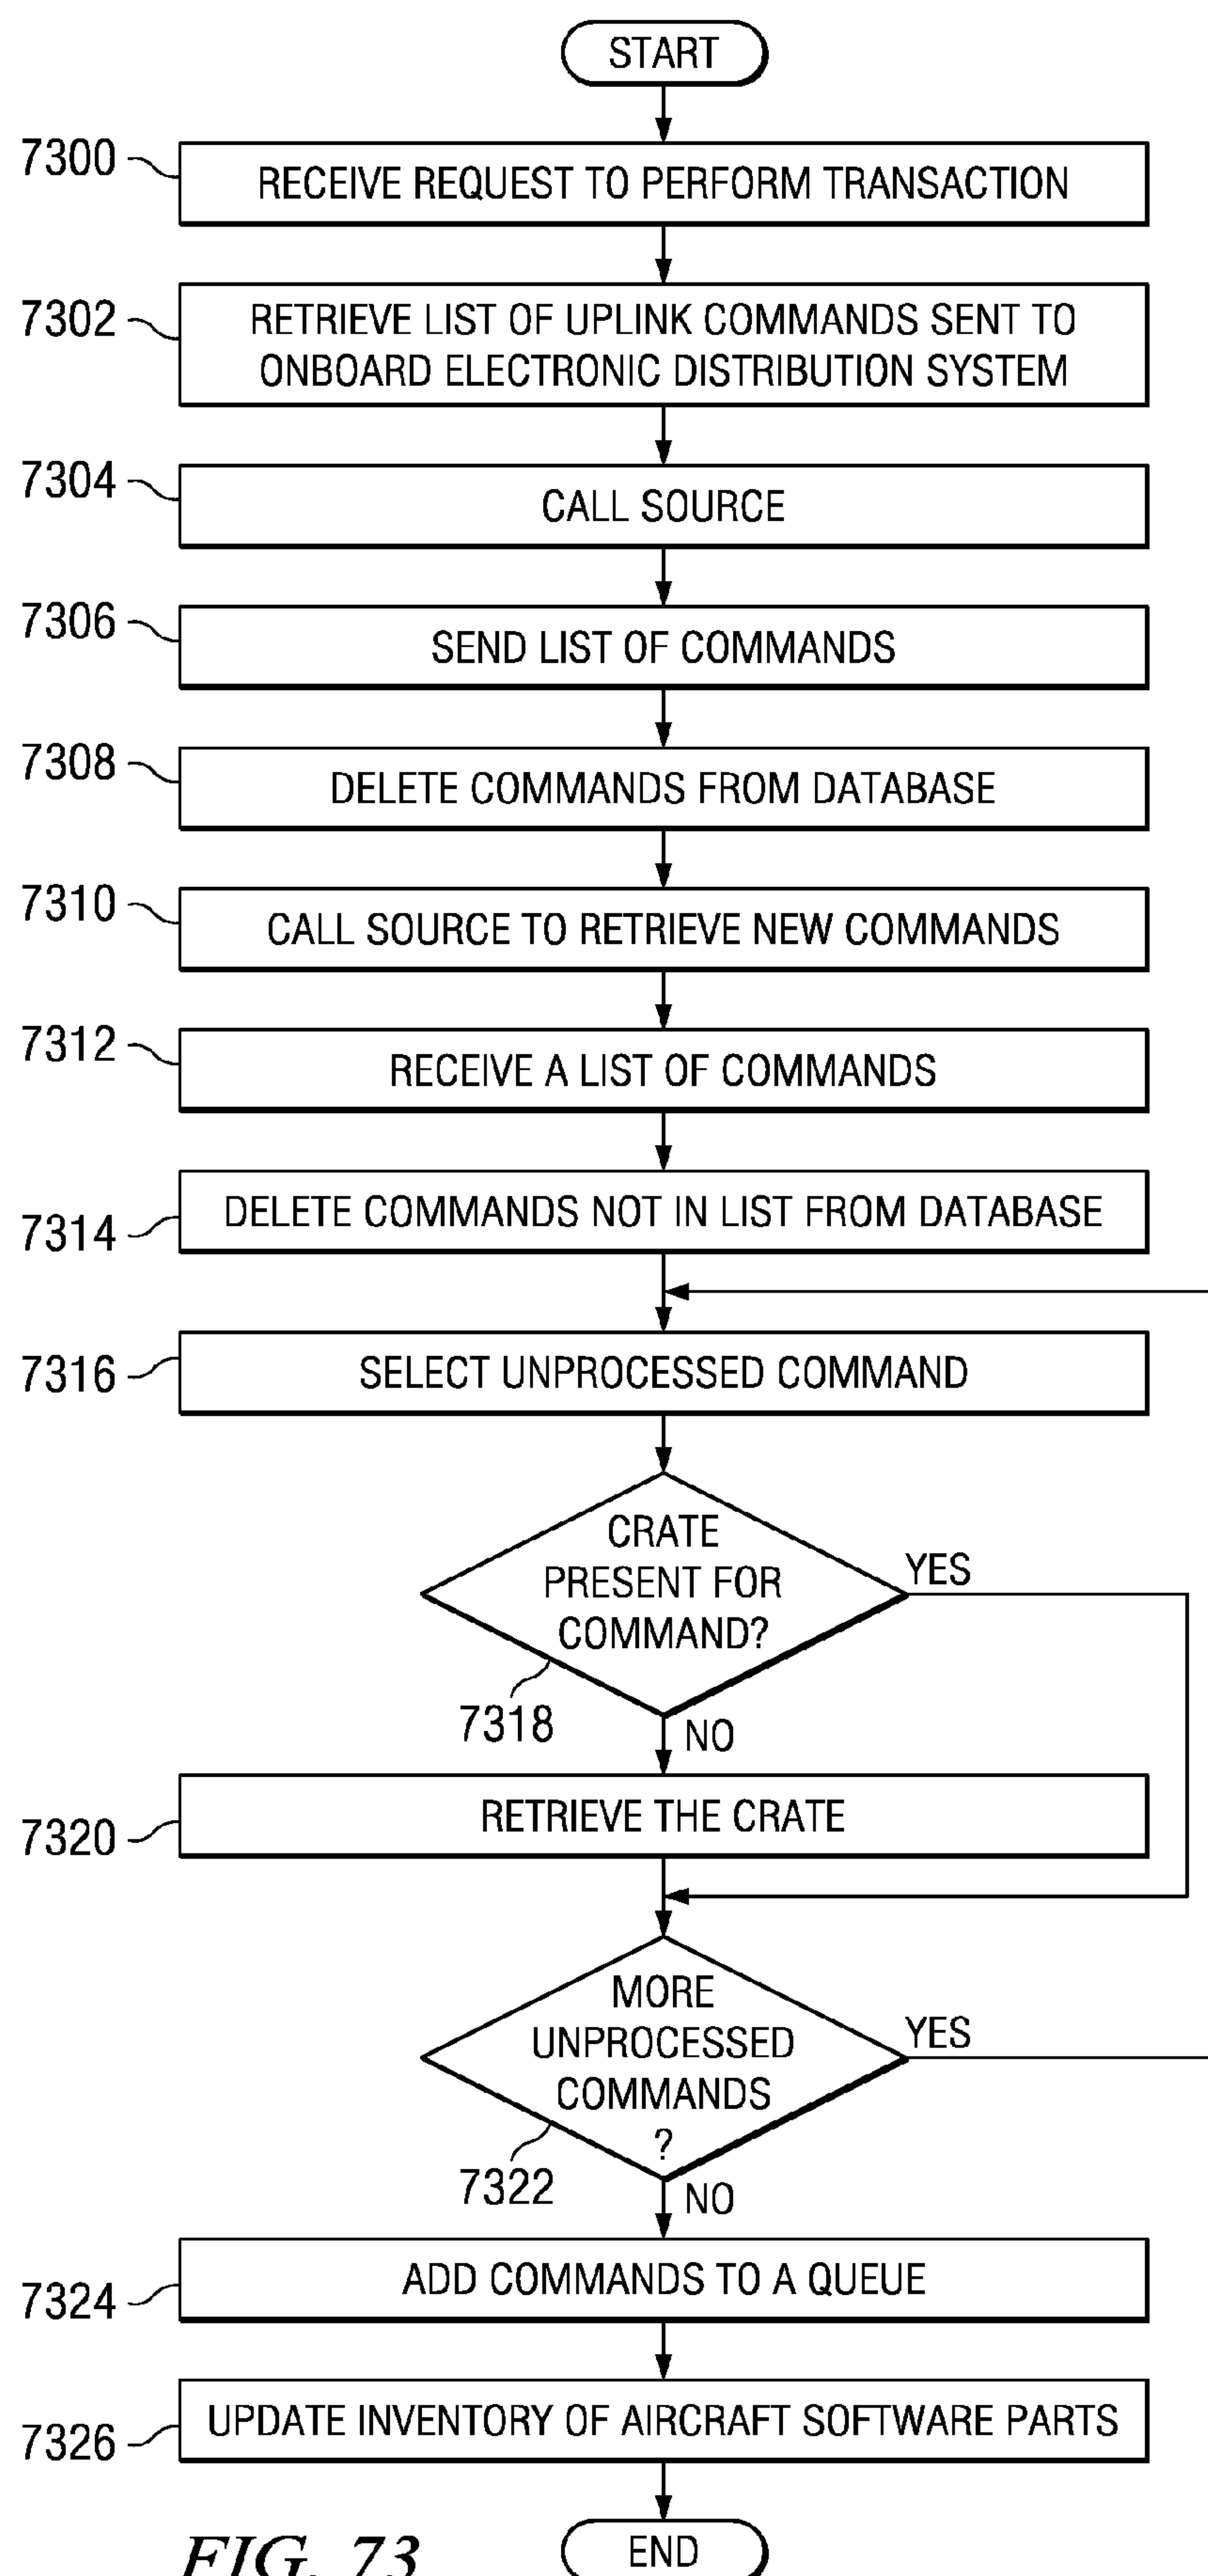 START
7300
RECEIVE REQUEST TO PERFORM TRANSACTION
7302
RETRIEVE LIST OF UPLINK COMMANDS SENT TO
ONBOARD ELECTRONIC DISTRIBUTION SYSTEM
7304
CALL SOURCE
7306
SEND LIST OF COMMANDS
7308
DELETE COMMANDS FROM DATABASE
7310
CALL SOURCE TO RETRIEVE NEW COMMANDS
7312
RECEIVE A LIST OF COMMANDS
7314
DELETE COMMANDS NOT IN LIST FROM DATABASE
7316
SELECT UNPROCESSED COMMAND
CRATE
PRESENT FOR
COMMAND?
YES
7318
NO
7320
RETRIEVE THE CRATE
MORE
UNPROCESSED
COMMANDS
?
YES
7322
NO
7324
ADD COMMANDS TO A QUEUE
7326
UPDATE INVENTORY OF AIRCRAFT SOFTWARE PARTS
FIG. 73
END